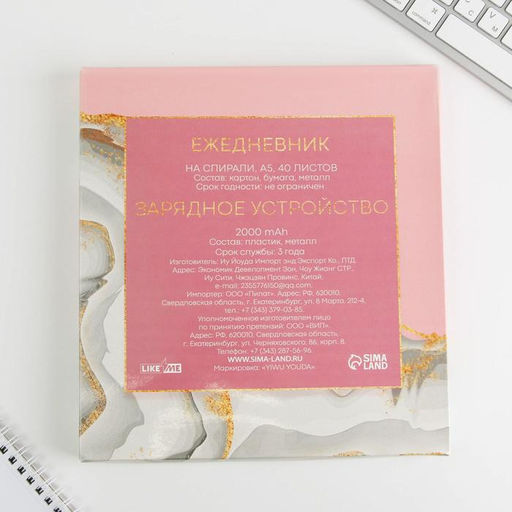 ЕЖЕДНЕВНИК
НА СПИРАЛИ, А5, 40 ЛИСТОВ
Состав: картон, бумага, металл
Срок годности: не ограничен
ЗАРЯДНОЕ УСТРОЙСТВО
2000 mAh
Состав: пластик, металл
Срок службы: 3 года
Изготовитель: Иу Йоуда Импорт энд Экспорт Ко., ЛТД.
Адрес: Экономик Девелопмент Зон, Чоу Жианг СТР.,
Иу Сити, Чжацзян Провинс, Китай.
e-mail: 2355776150@qq.com
Импортер: ООО «Пилат». Адрес: РФ, 620010,
Свердловская область, г. Екатеринбург, ул. 8 Марта, 212-4.
тел.: +7 (343) 379-03-85.
Уполномоченное изготовителем лицо
по принятию претензий: ООО «ВИП».
Адрес: РФ, 620010, Свердловская область,
г. Екатеринбург, ул. Черняховского, 86, корп. 8.
Телефон: +7 (343) 287-56-96.
WWW.SIMA-LAND.RU
Маркировка: «YIWU YOUDA».
LIKE ME
SIMA LAND
command